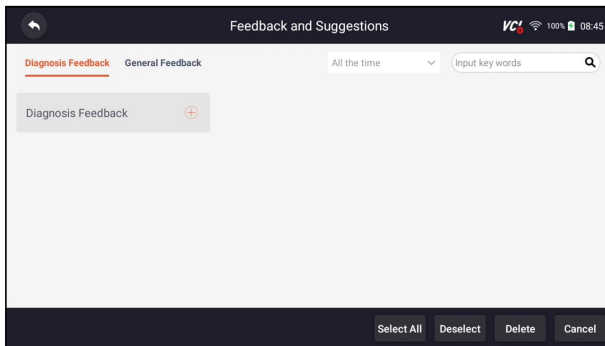 Feedback and Suggestions
VCI
100%
08:45
Diagnosis Feedback
General Feedback
All the time
Input key words
Diagnosis Feedback
Select All
Deselect
Delete
Cancel